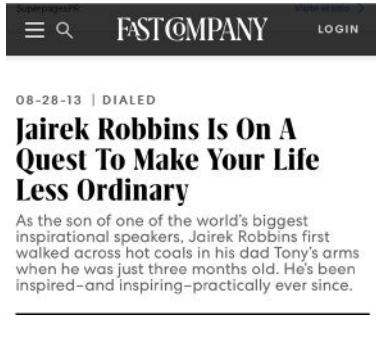 SuperpagesPR
FAST COMPANY
LOGIN
08-28-13 | DIALED
Jairek Robbins Is On A
Quest To Make Your Life
Less Ordinary
As the son of one of the world's biggest
inspirational speakers, Jairek Robbins first
walked across hot coals in his dad Tony's arms
when he was just three months old. He's been
inspired–and inspiring–practically ever since.